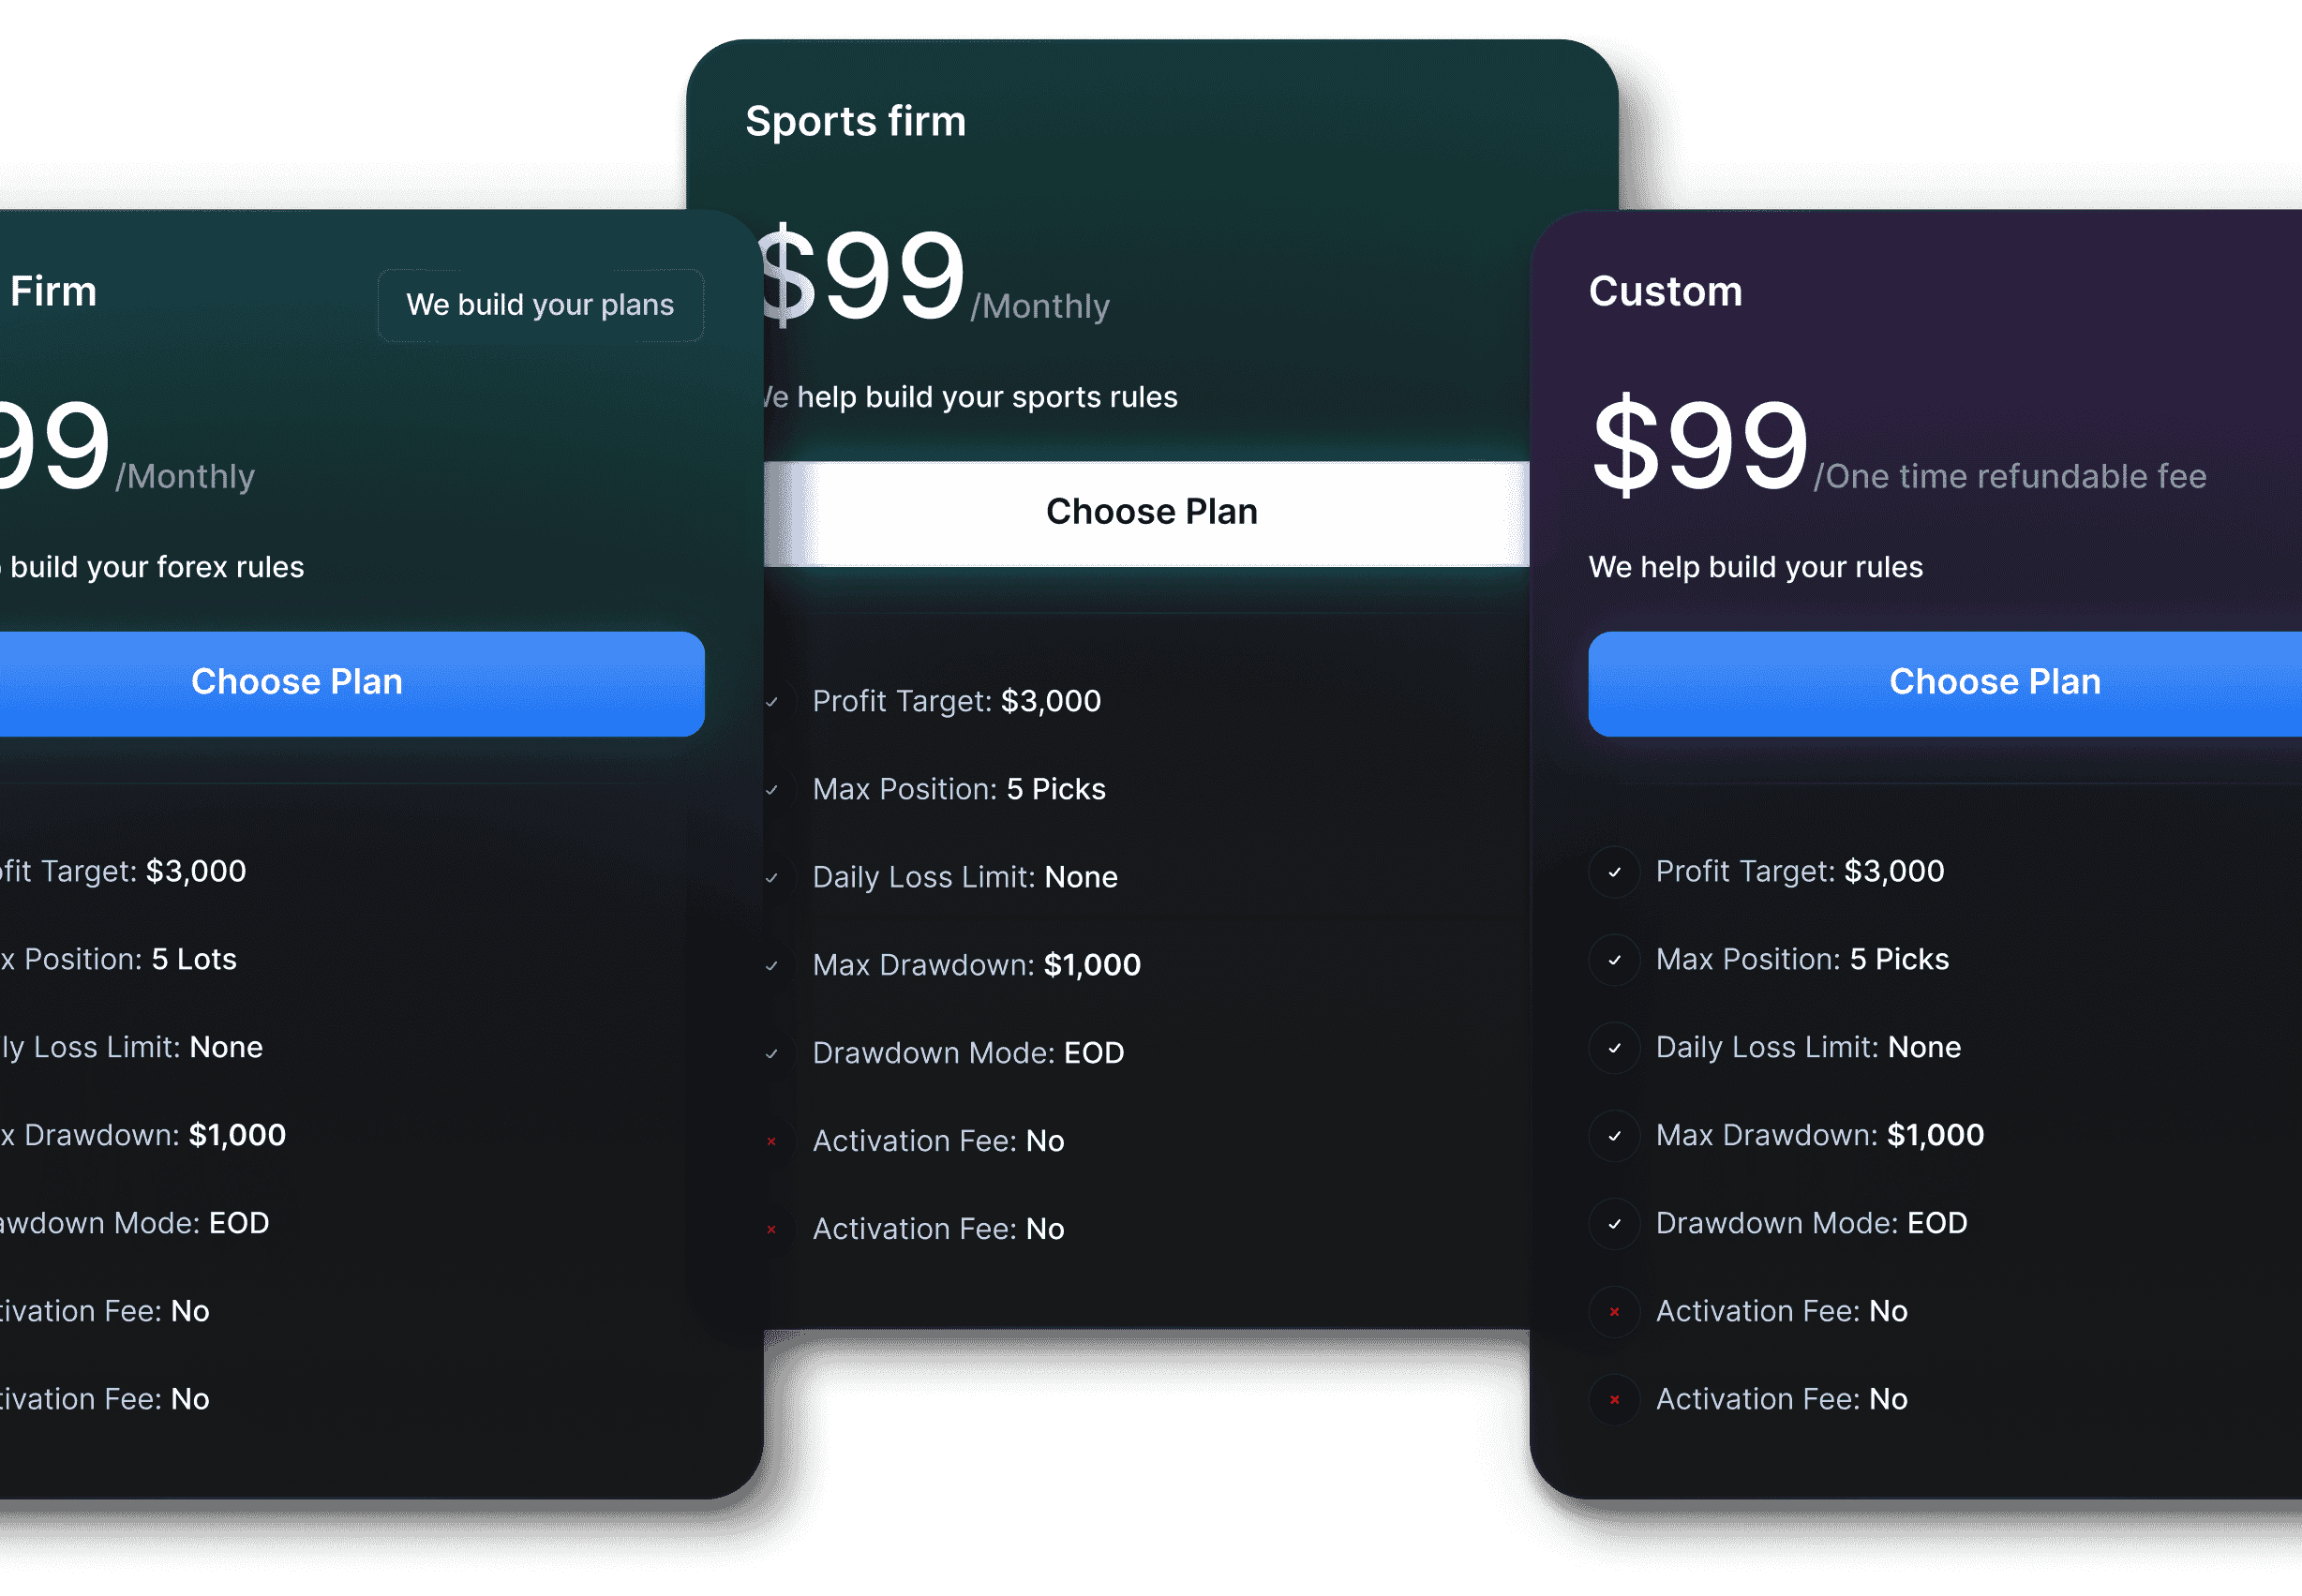 Firm
We build your plans
99/Monthly
build your forex rules
Choose Plan
Target: $3,000
Position: 5 Lots
Loss Limit: None
Drawdown: $1,000
Mode: EOD
Fee: No
Fee: No
Sports firm
$99/Monthly
We help build your sports rules
Choose Plan
Profit Target: $3,000
Max Position: 5 Picks
Daily Loss Limit: None
Max Drawdown: $1,000
Drawdown Mode: EOD
Activation Fee: No
Activation Fee: No
Custom
$99/One time refundable fee
We help build your rules
Choose Plan
Profit Target: $3,000
Max Position: 5 Picks
Daily Loss Limit: None
Max Drawdown: $1,000
Drawdown Mode: EOD
Activation Fee: No
Activation Fee: No